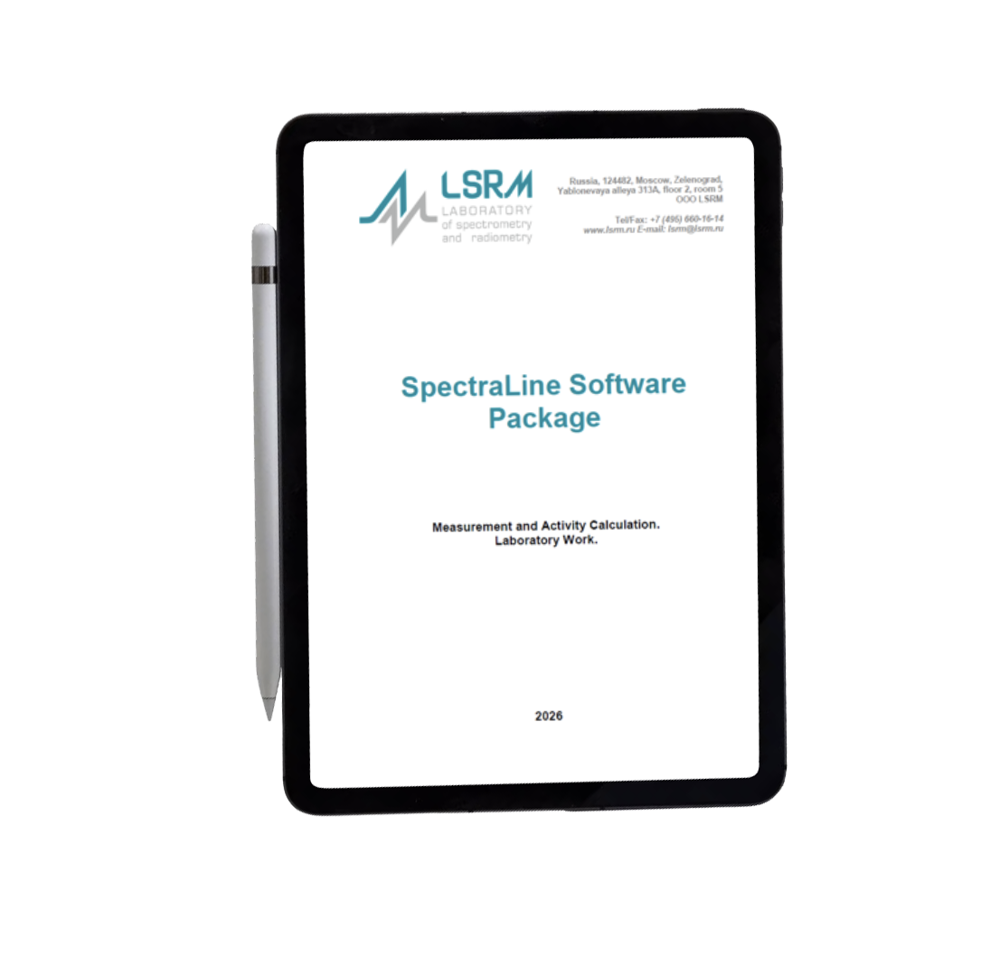 LSRM
LABORATORY
of spectrometry
and radiometry
Russia, 124482, Moscow, Zelenograd,
Yablonevaya alleya 313A, floor 2, room 5
OOO LSRM
Tel/Fax: +7 (495) 660-16-14
www.lsrm.ru E-mail: lsrm@lsrm.ru
SpectraLine Software
Package
Measurement and Activity Calculation.
Laboratory Work.
2026